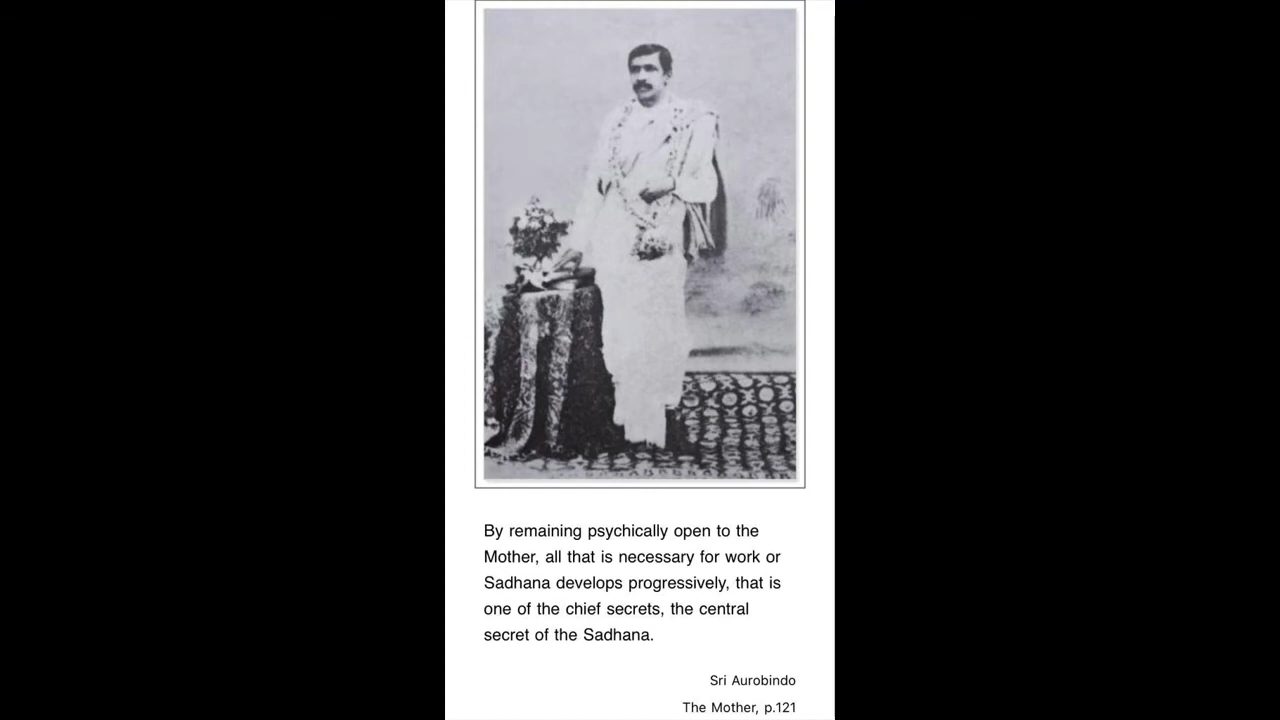 By remaining psychically open to the
Mother, all that is necessary for work or
Sadhana develops progressively, that is
one of the chief secrets, the central
secret of the Sadhana.
Sri Aurobindo
The Mother, p.121